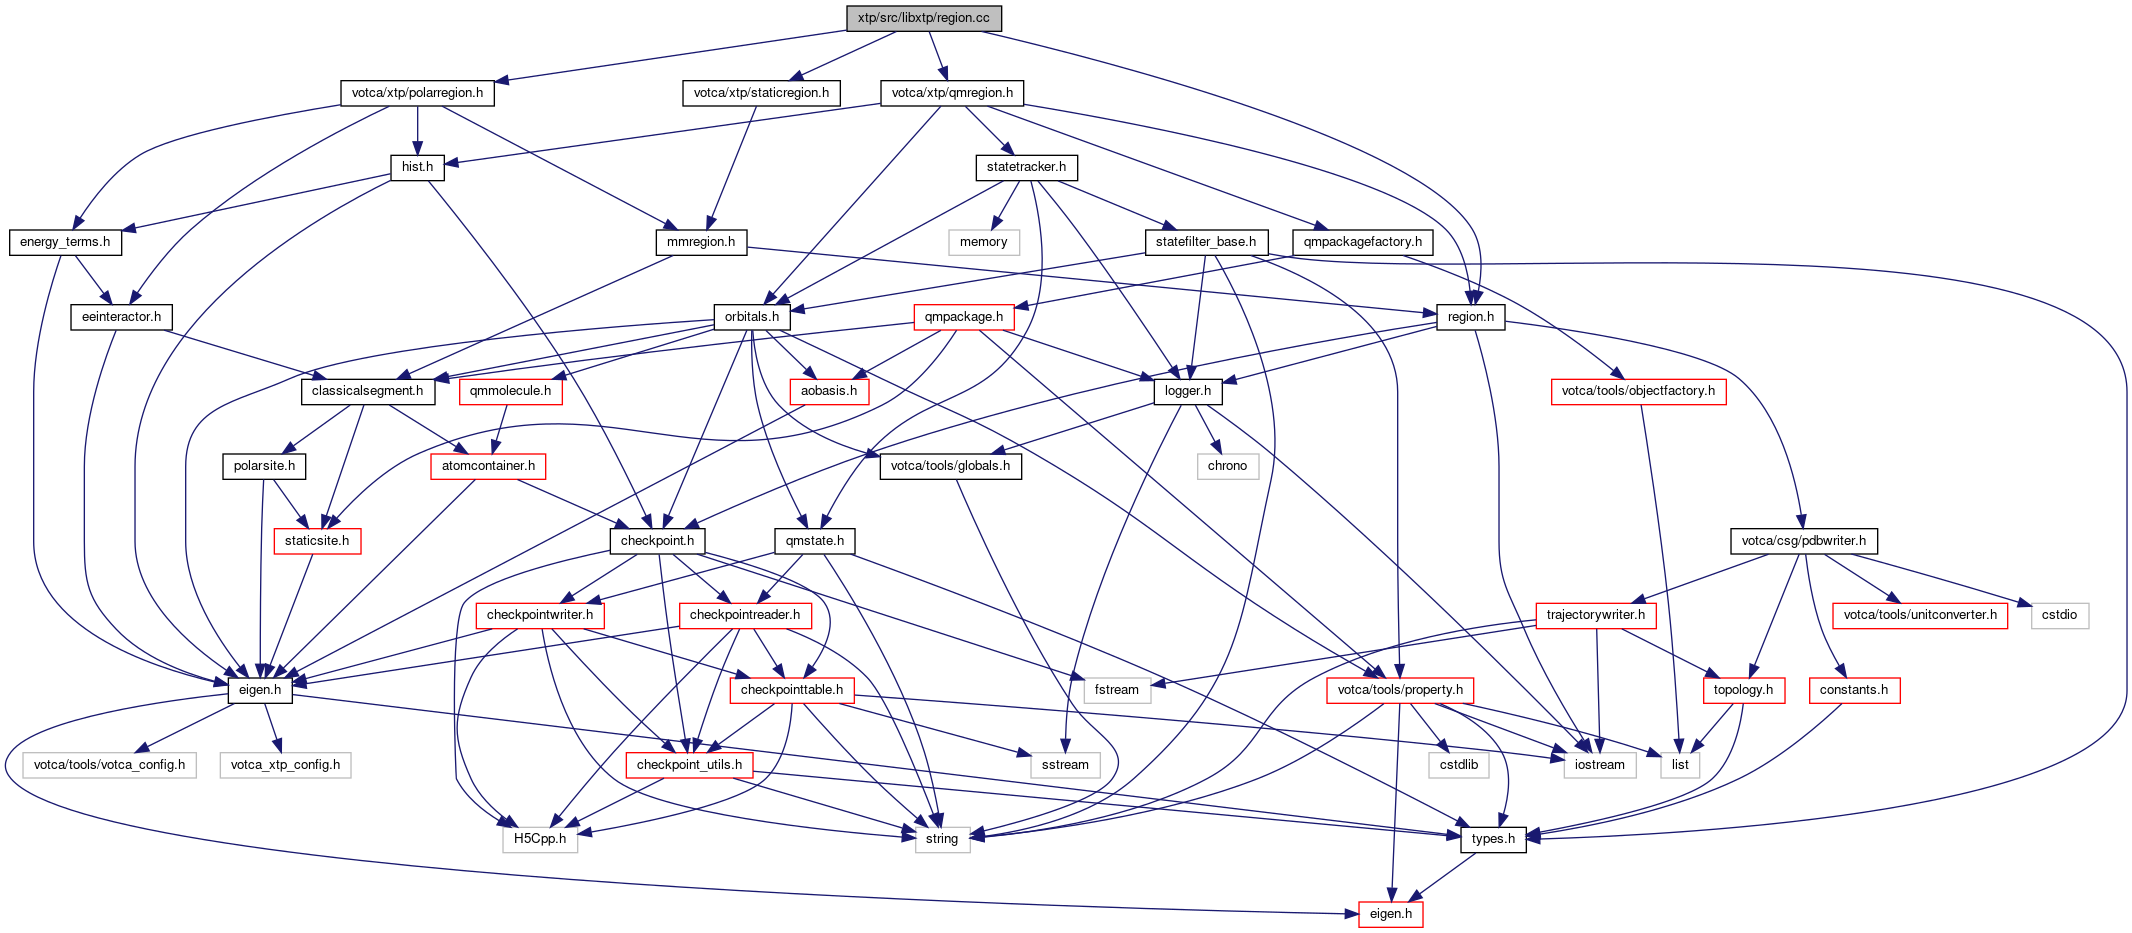 xtp/src/libxtp/region.cc
votca/xtp/polarregion.h
votca/xtp/staticregion.h
votca/xtp/qmregion.h
hist.h
statetracker.h
energy_terms.h
mmregion.h
memory
statefilter_base.h
qmpackagefactory.h
eeinteractor.h
orbitals.h
qmpackage.h
region.h
classicalsegment.h
qmmolecule.h
aobasis.h
logger.h
votca/tools/objectfactory.h
polarsite.h
atomcontainer.h
votca/tools/globals.h
chrono
staticsite.h
checkpoint.h
qmstate.h
votca/csg/pdbwriter.h
checkpointwriter.h
checkpointreader.h
trajectorywriter.h
votca/tools/unitconverter.h
cstdio
eigen.h
checkpointtable.h
fstream
votca/tools/property.h
topology.h
constants.h
votca/tools/votca_config.h
votca_xtp_config.h
checkpoint_utils.h
sstream
cstdlib
iostream
list
H5Cpp.h
string
types.h
eigen.h